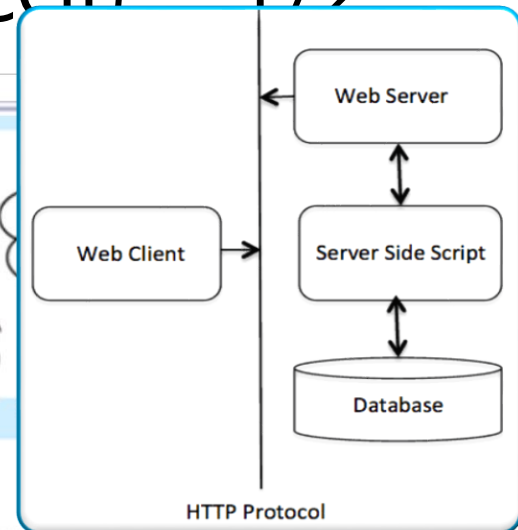 Web Server
Web Client
Server Side Script
Database
HTTP Protocol